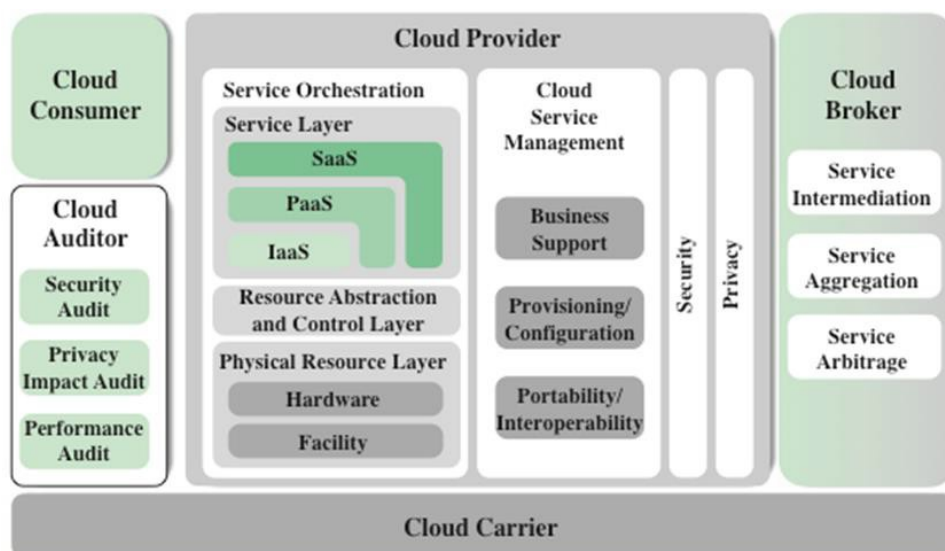 Cloud
Consumer
Cloud
Auditor
Security
Audit
Privacy
Impact Audit
Performance
Audit
Cloud Provider
Service Orchestration
Service Layer
SaaS
PaaS
IaaS
Resource Abstraction
and Control Layer
Physical Resource Layer
Hardware
Facility
Cloud
Service
Management
Business
Support
Provisioning/
Configuration
Portability/
Interoperability
Security
Privacy
Cloud
Broker
Service
Intermediation
Service
Aggregation
Service
Arbitrage
Cloud Carrier